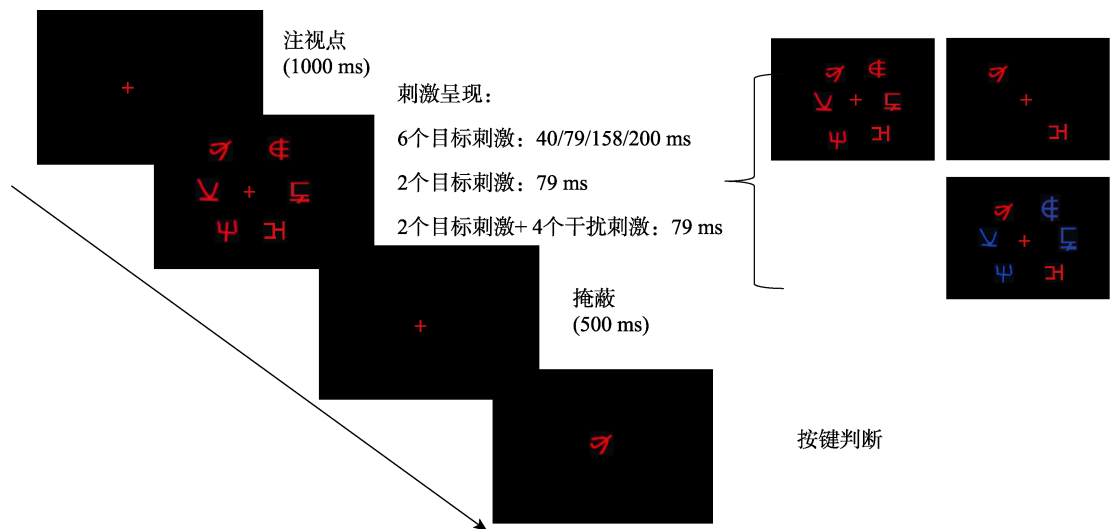 注视点
(1000 ms)
刺激呈现：
6个目标刺激：40/79/158/200 ms
2个目标刺激：79 ms
2个目标刺激+ 4个干扰刺激：79 ms
掩蔽
(500 ms)
按键判断